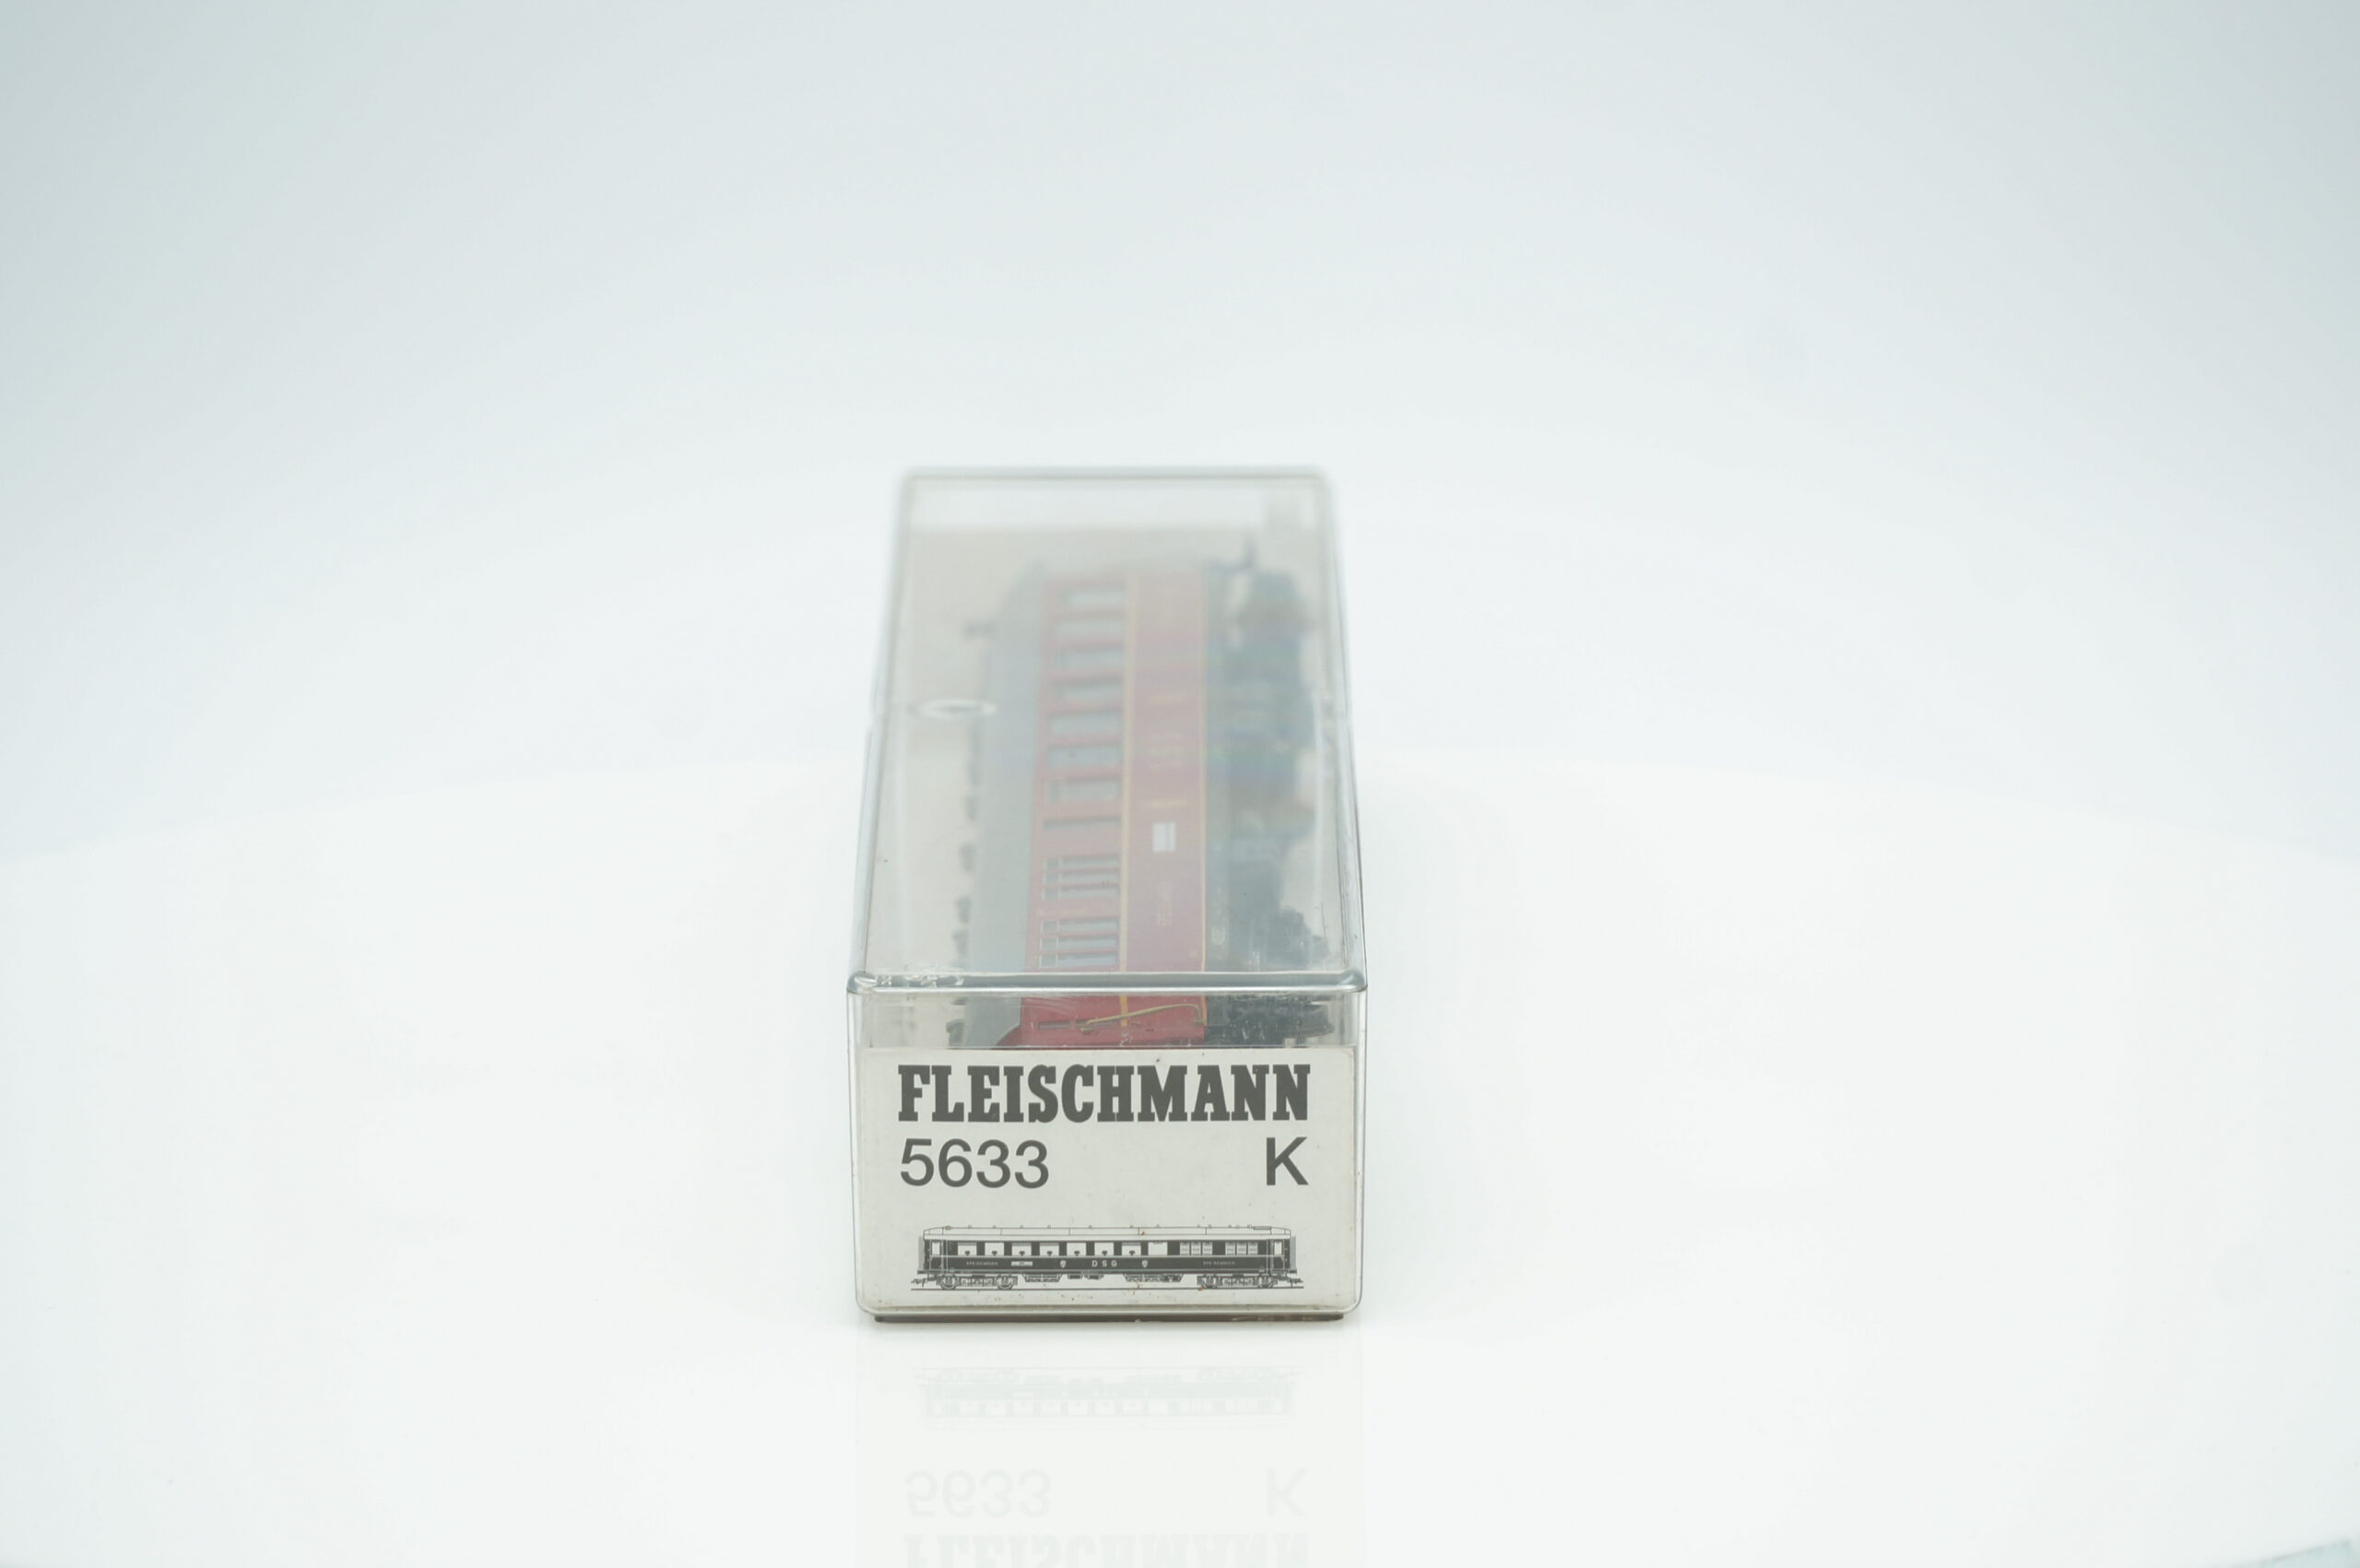 FLEISCHMANN
5633 K
DSG